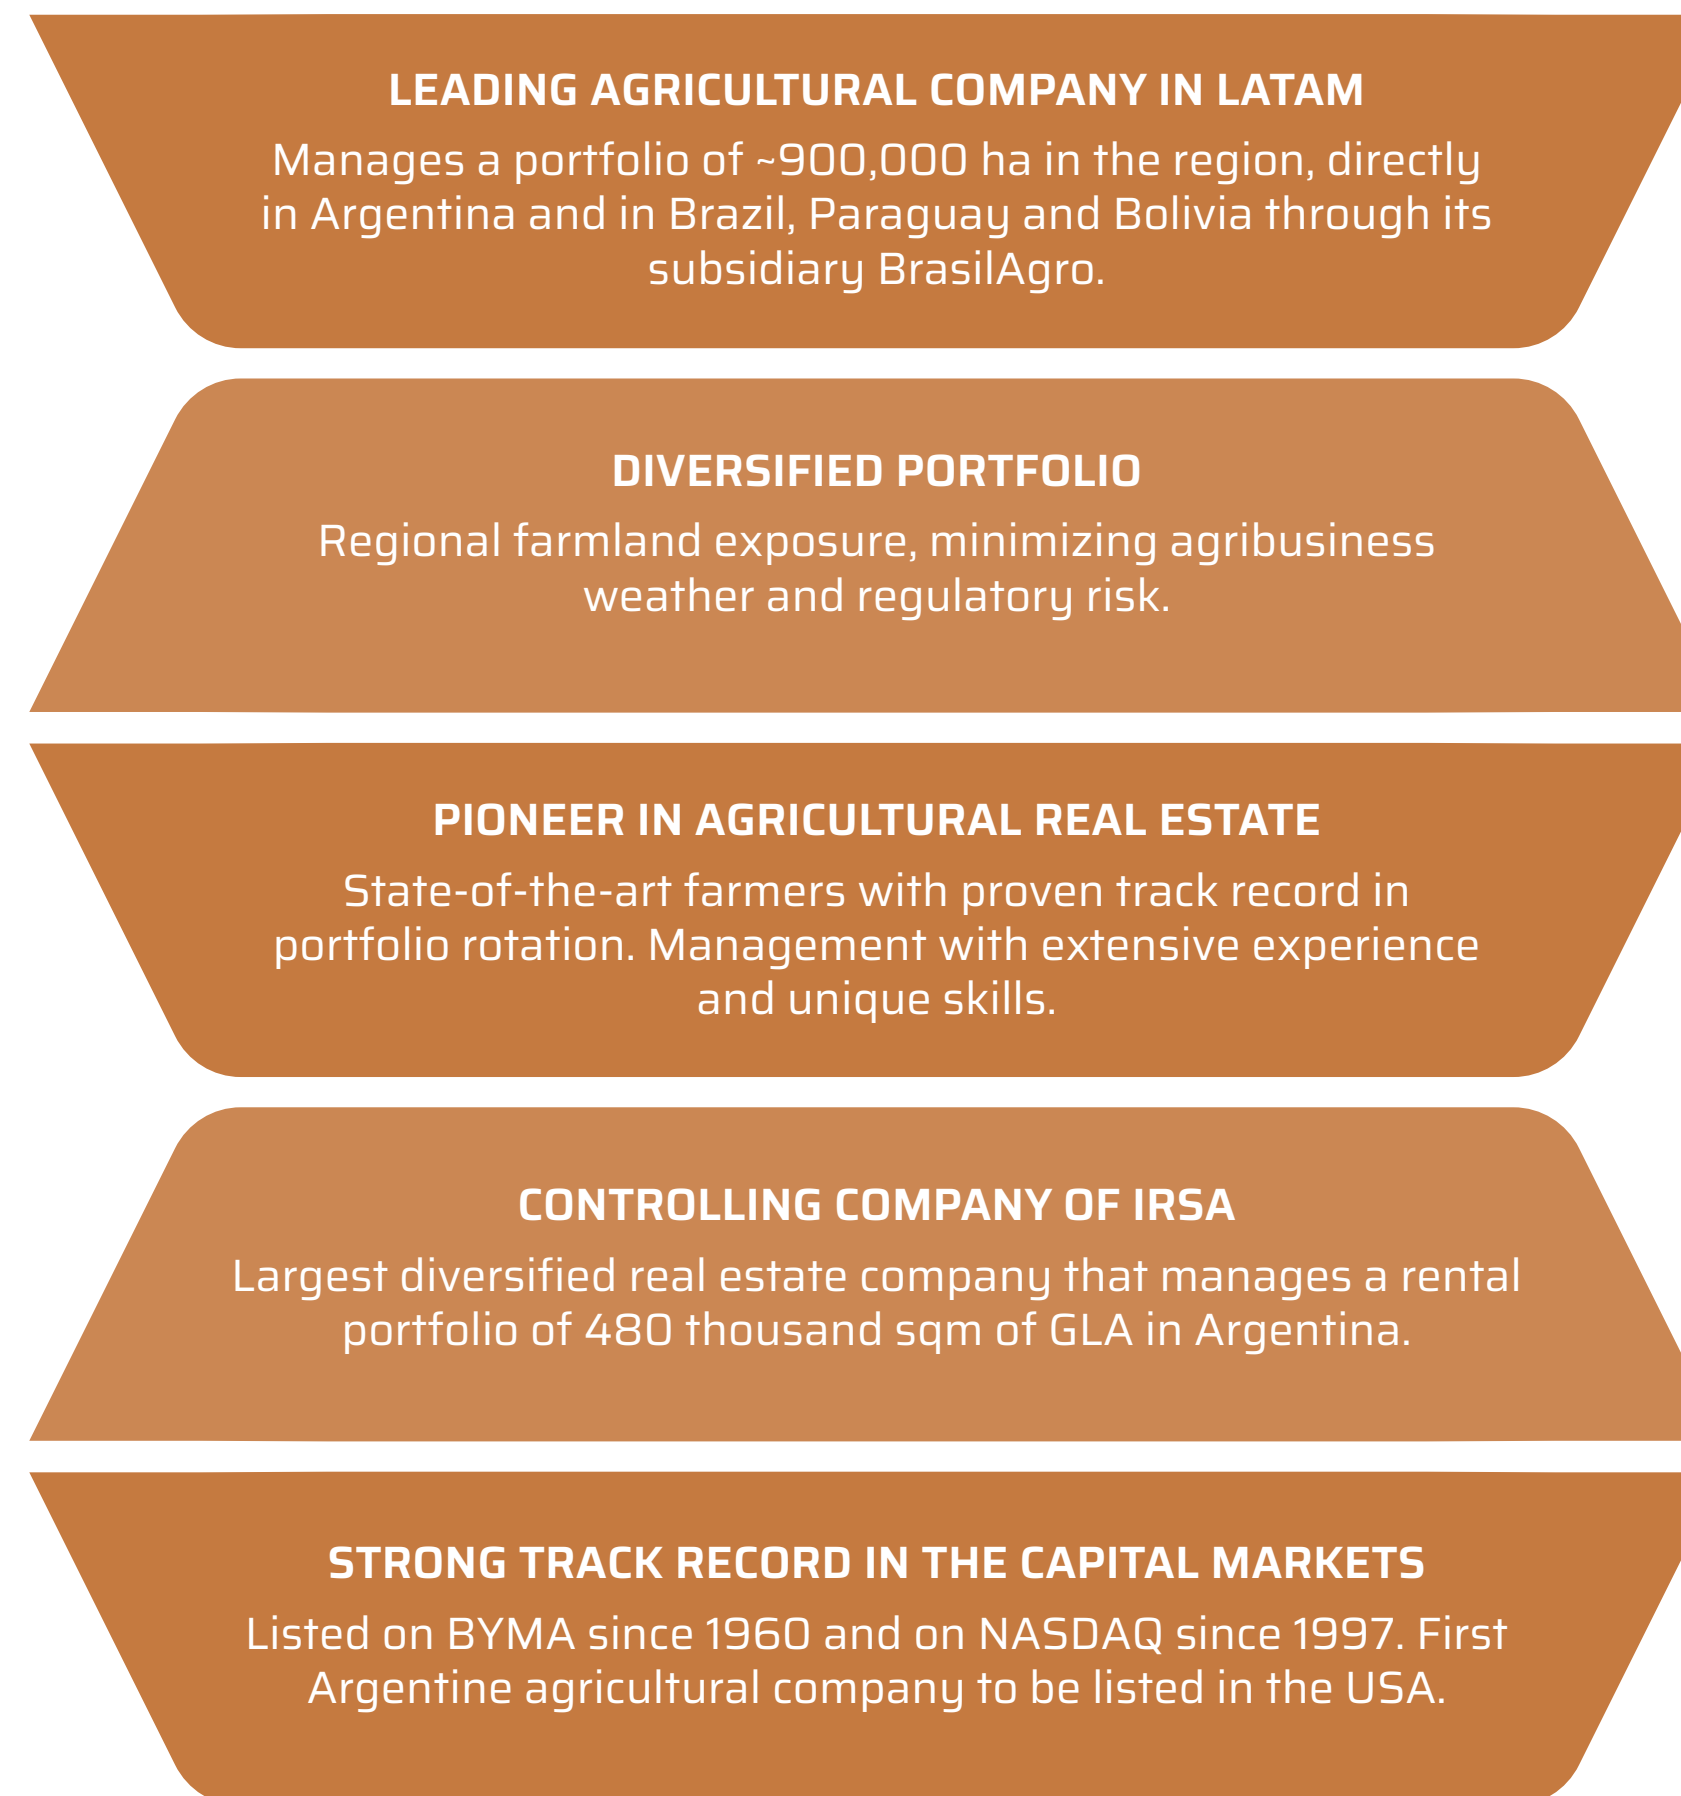 LEADING AGRICULTURAL COMPANY IN LATAM
Manages a portfolio of ~900,000 ha in the region, directly
in Argentina and in Brazil, Paraguay and Bolivia through its
subsidiary BrasilAgro.
DIVERSIFIED PORTFOLIO
Regional farmland exposure, minimizing agribusiness
weather and regulatory risk.
PIONEER IN AGRICULTURAL REAL ESTATE
State-of-the-art farmers with proven track record in
portfolio rotation. Management with extensive experience
and unique skills.
CONTROLLING COMPANY OF IRSA
Largest diversified real estate company that manages a rental
portfolio of 480 thousand sqm of GLA in Argentina.
STRONG TRACK RECORD IN THE CAPITAL MARKETS
Listed on BYMA since 1960 and on NASDAQ since 1997. First
Argentine agricultural company to be listed in the USA.